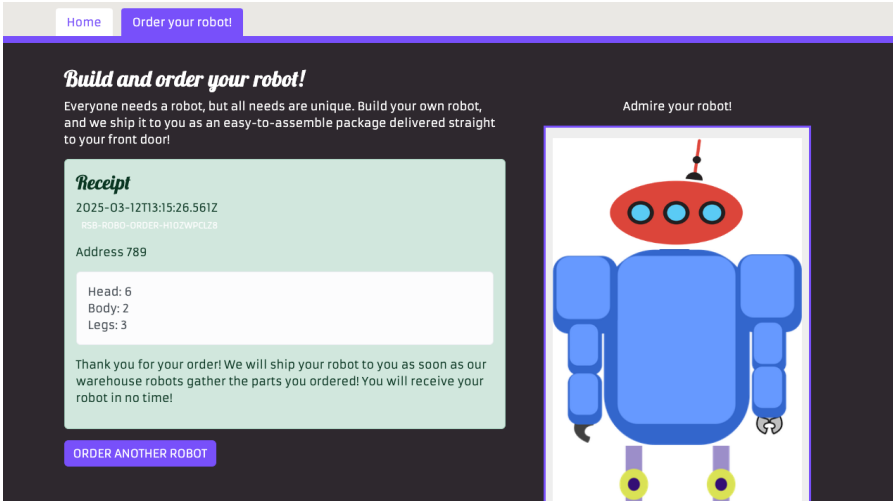 Home
Order your robot!
Build and order your robot!
Everyone needs a robot, but all needs are unique. Build your own robot,
and we ship it to you as an easy-to-assemble package delivered straight
to your front door!
Receipt
2025-03-12T13:15:26.561Z
RSB-ROBO-ORDER-H1OZWPCLZ8
Address 789
Head: 6
Body: 2
Legs: 3
Thank you for your order! We will ship your robot to you as soon as our
warehouse robots gather the parts you ordered! You will receive your
robot in no time!
ORDER ANOTHER ROBOT
Admire your robot!